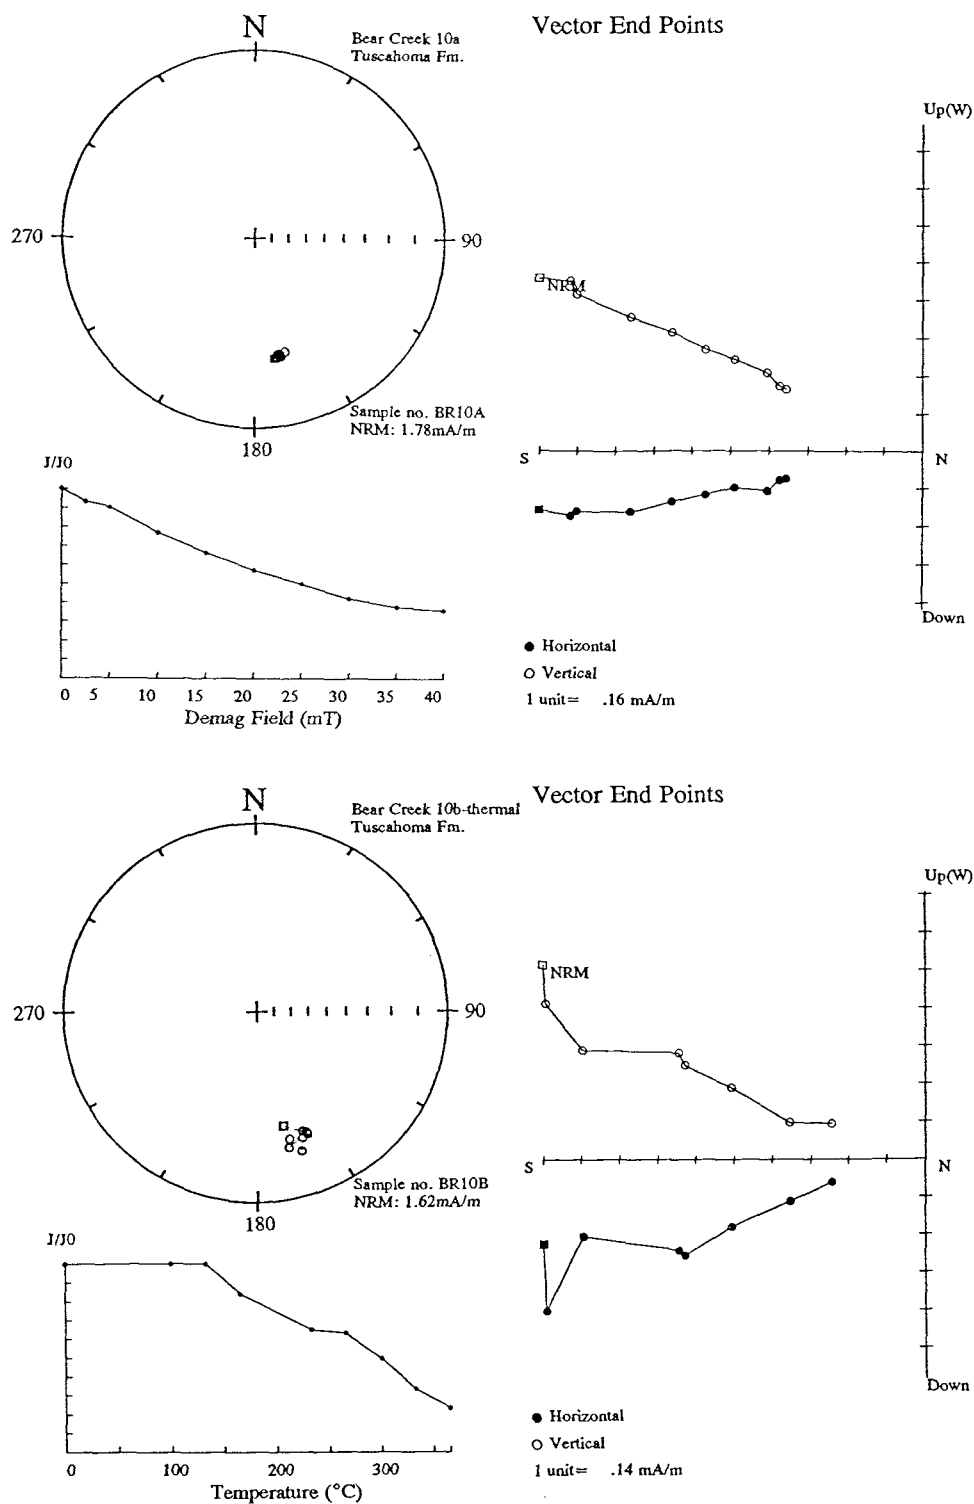 Vector End Points
N
Bear Creek 10a
Tuscahoma Fm.
Up(W)
270
90
NRM
Sample no. BR10A
NRM: 1.78mA/m
180
J/J0
S
N
Down
Horizontal
Vertical
1 unit= .16 mA/m
0 5 10 15 20 25 30 35 40
Demag Field (mT)
Vector End Points
N
Bear Creek 10b-thermal
Tuscahoma Fm.
Up(W)
NRM
270
90
Sample no. BR10B
NRM: 1.62mA/m
180
S
N
J/J0
Down
Horizontal
Vertical
1 unit= .14 mA/m
0 100 200 300
Temperature (°C)